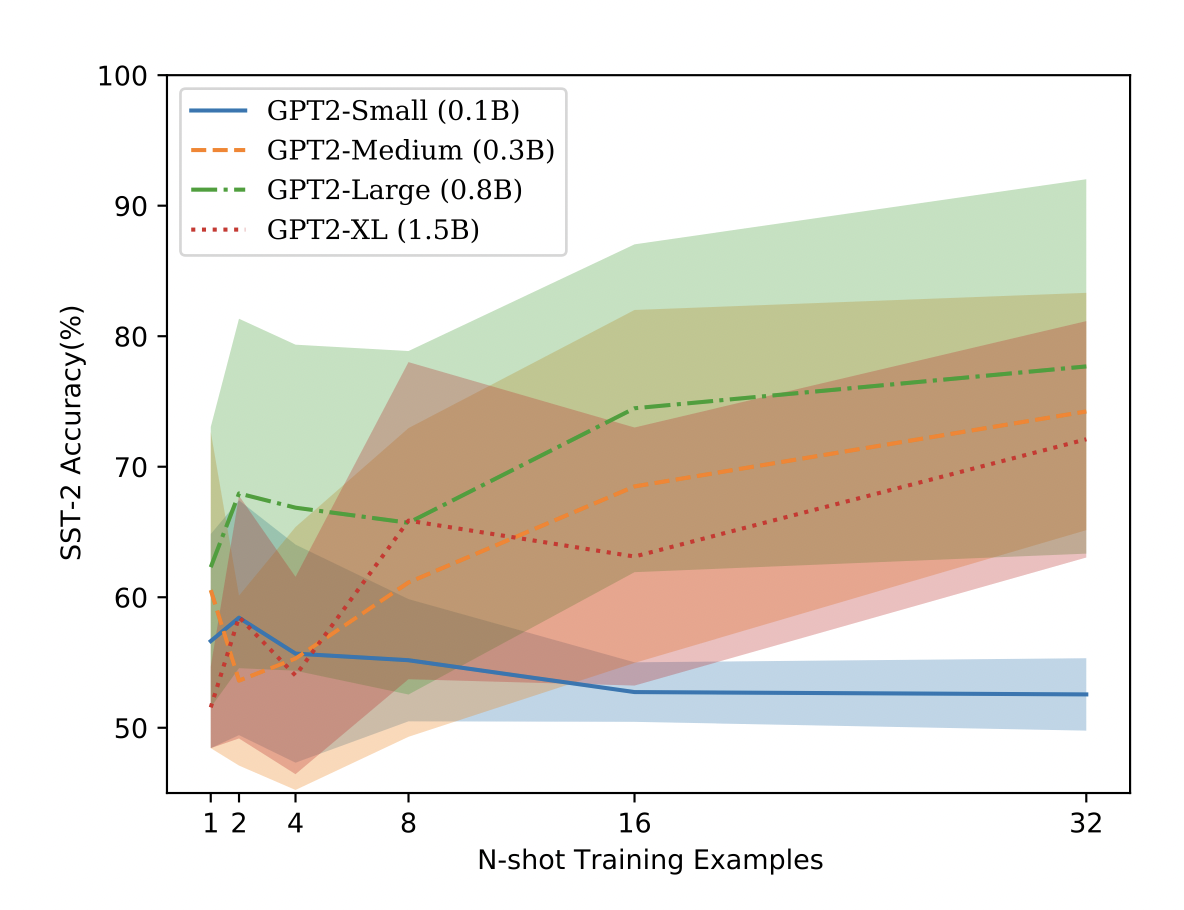 100
90
80
70
60
50
SST-2 Accuracy(%)
GPT2-Small (0.1B)
GPT2-Medium (0.3B)
GPT2-Large (0.8B)
GPT2-XL (1.5B)
1 2 4 8 16 32
N-shot Training Examples